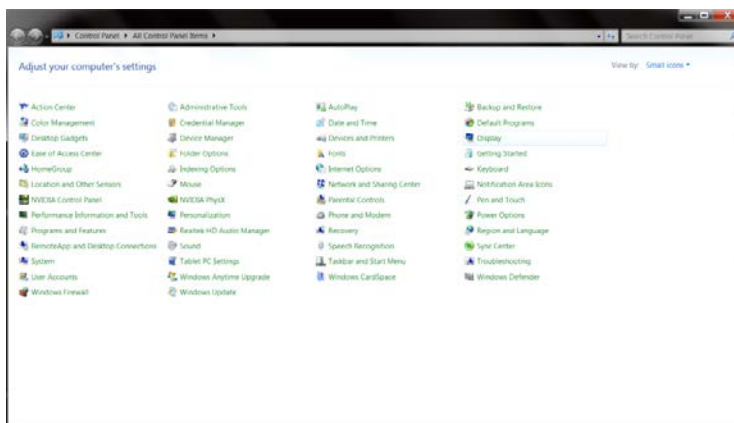 Control Panel ▸ All Control Panel Items ▸
Search Control Panel
Adjust your computer's settings
View by: Small icons
Action Center
Administrative Tools
AutoPlay
Backup and Restore
Color Management
Credential Manager
Date and Time
Default Programs
Desktop Gadgets
Device Manager
Devices and Printers
Display
Ease of Access Center
Folder Options
Fonts
Getting Started
HomeGroup
Indexing Options
Internet Options
Keyboard
Location and Other Sensors
Mouse
Network and Sharing Center
Notification Area Icons
NVIDIA Control Panel
NVIDIA PhysX
Parental Controls
Pen and Touch
Performance Information and Tools
Personalization
Phone and Modem
Power Options
Programs and Features
Realtek HD Audio Manager
Recovery
Region and Language
RemoteApp and Desktop Connections
Sound
Speech Recognition
Sync Center
System
Tablet PC Settings
Taskbar and Start Menu
Troubleshooting
User Accounts
Windows Anytime Upgrade
Windows CardSpace
Windows Defender
Windows Firewall
Windows Update